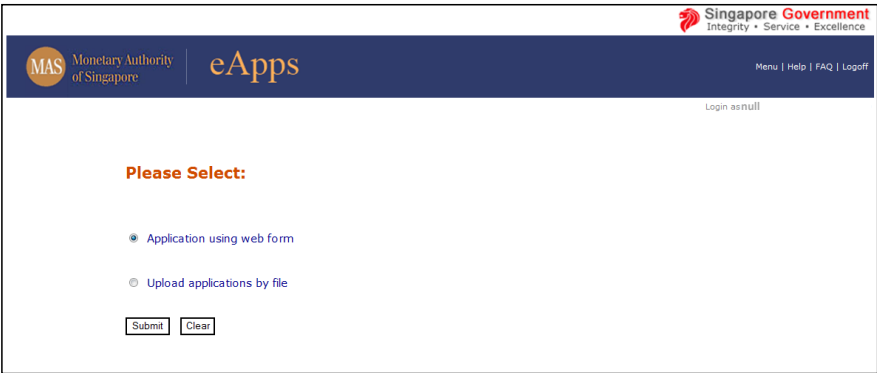 Singapore Government
Integrity • Service • Excellence
MAS
Monetary Authority
of Singapore
eApps
Menu | Help | FAQ | Logoff
Login asnull
Please Select:
Application using web form
Upload applications by file
Submit Clear